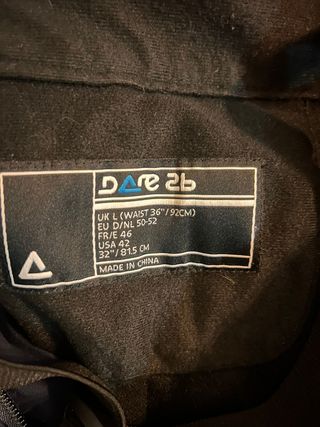 DARE 2b
UK L (WAIST 36"/92CM)
EU D/NL 50-52
FR/E 46
USA 42
32"/81.5 CM
MADE IN CHINA